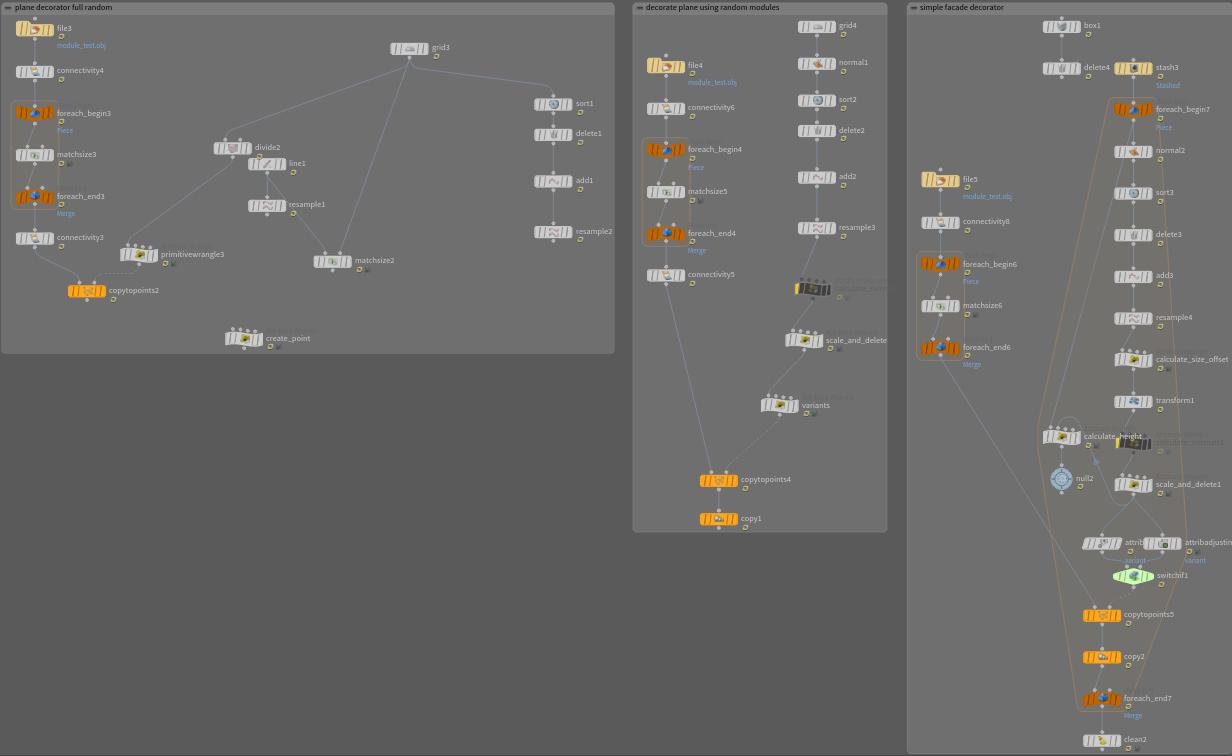 plane decorator full random
file3
module_test.obj
connectivity4
foreach_begin3
Piece
matchsize3
foreach_end3
Merge
connectivity3
copytopoints2
primitivewrangle3
grid3
divide2
line1
resample1
matchsize2
create_point
sort1
delete1
add1
resample2
decorate plane using random modules
file4
module_test.obj
connectivity6
foreach_begin4
Piece
matchsize5
foreach_end4
Merge
connectivity5
grid4
normal1
sort2
delete2
add2
resample3
scale_and_delete
variants
copytopoints4
copy1
simple facade decorator
box1
delete4
stash3
Stashed
foreach_begin7
Piece
normal2
sort3
delete3
add3
resample4
calculate_size_offset
transform1
calculate_height
null2
scale_and_delete1
attrib
variant
attribadjustin
variant
switchif1
file5
module_test.obj
connectivity8
foreach_begin6
Piece
matchsize6
foreach_end6
Merge
copytopoints5
copy2
foreach_end7
Merge
clean2